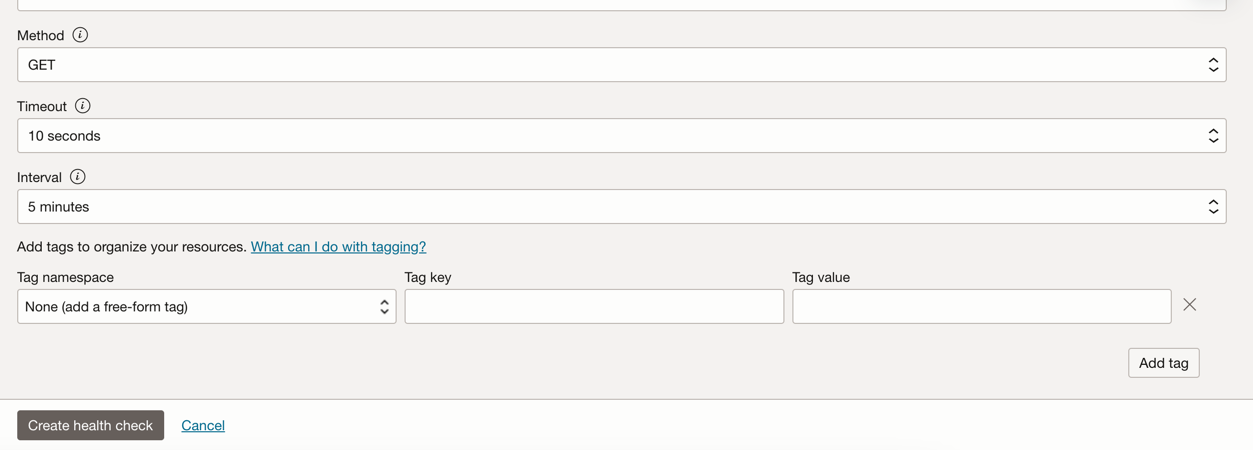 Method
GET
Timeout
10 seconds
Interval
5 minutes
Add tags to organize your resources. What can I do with tagging?
Tag namespace Tag key Tag value
None (add a free-form tag)
Add tag
Create health check Cancel